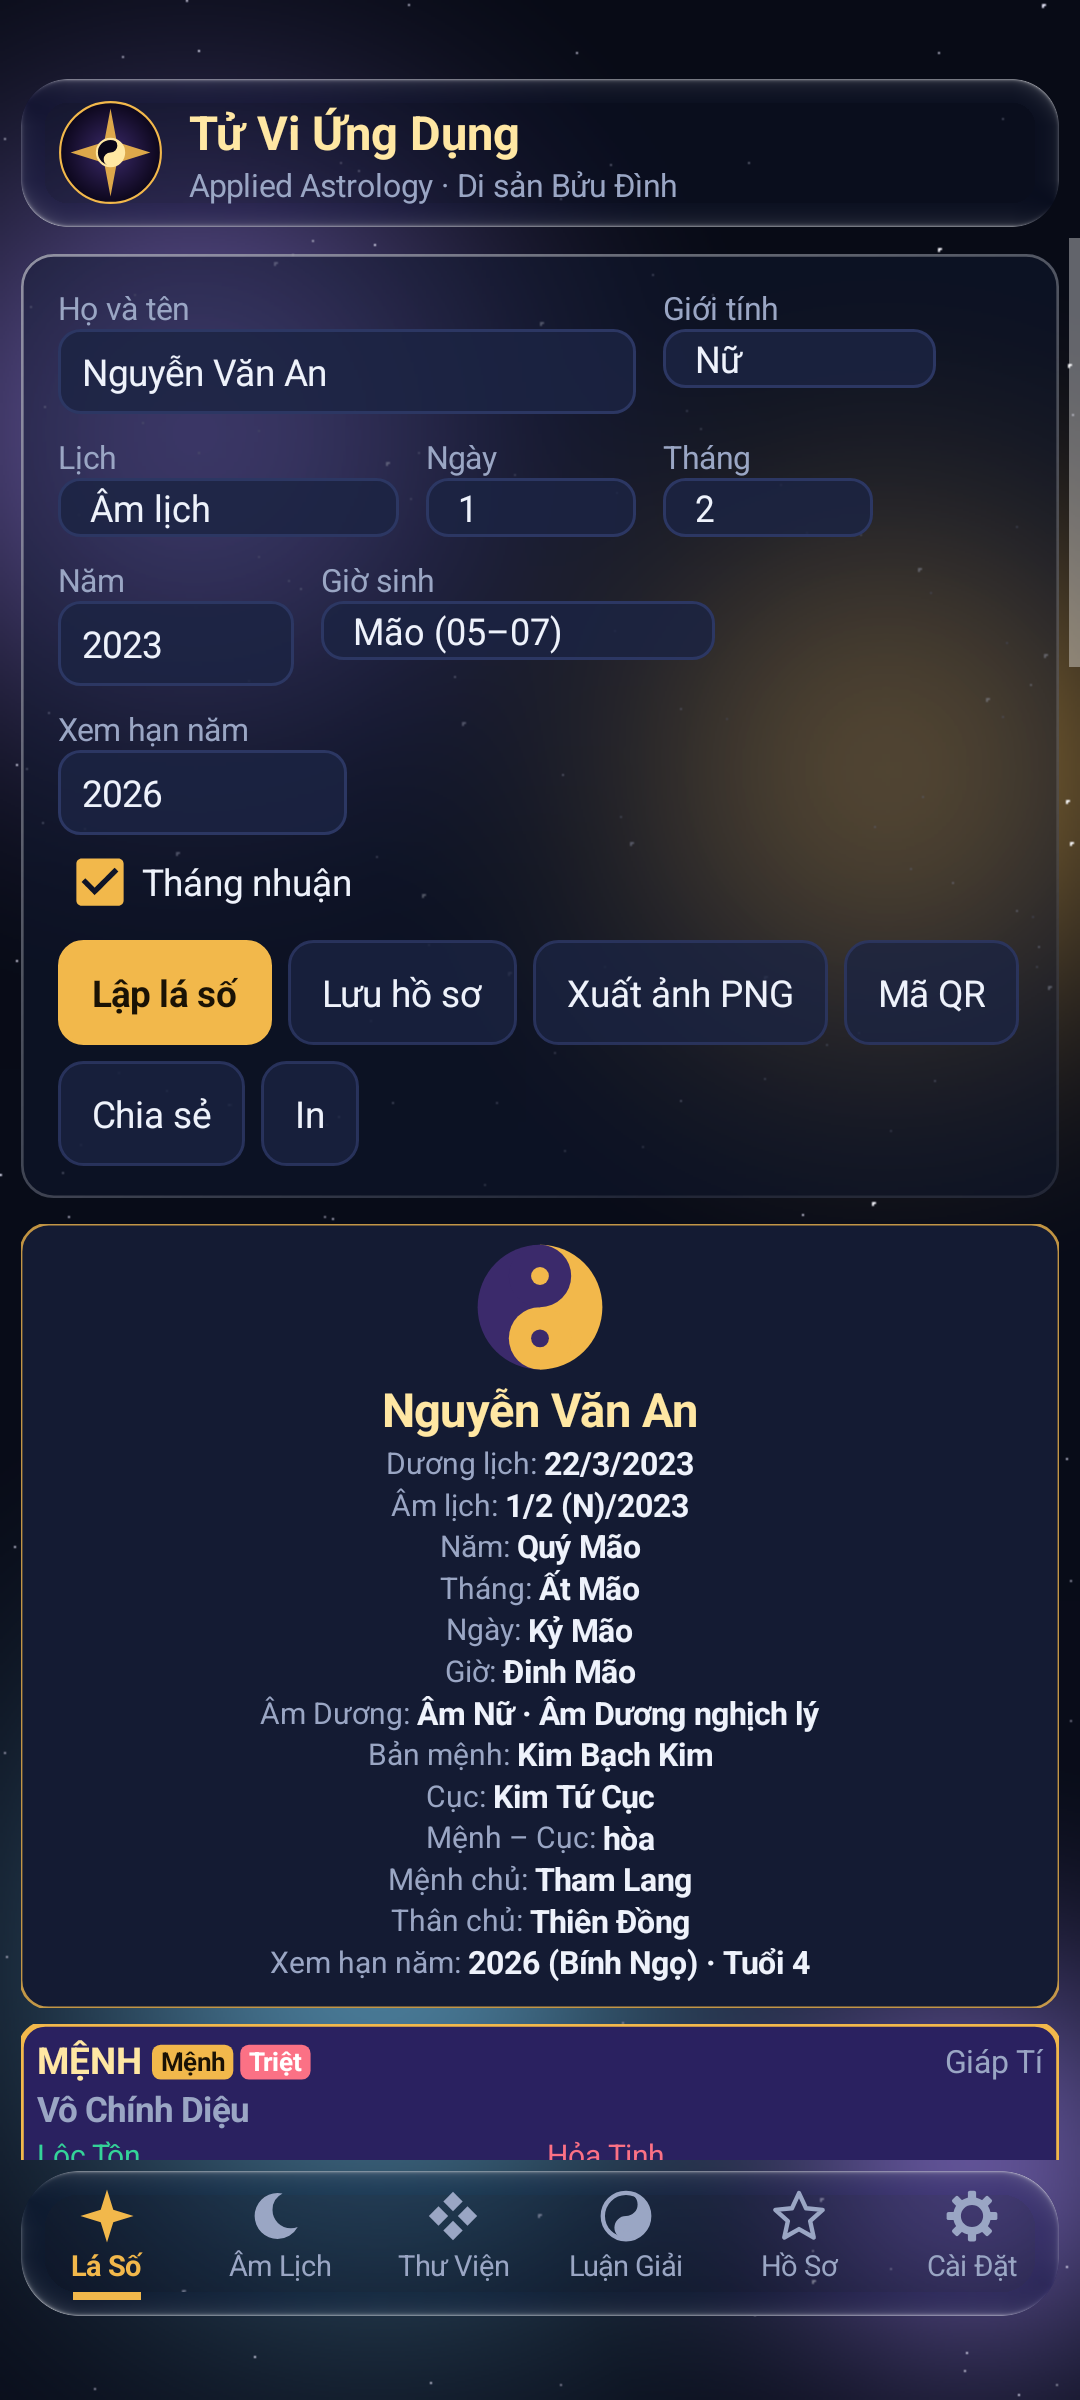 Tử Vi Ứng Dụng
Applied Astrology · Di sản Bửu Đình
Họ và tên
Giới tính
Nguyễn Văn An
Nữ
Lịch
Ngày
Tháng
Âm lịch
1
2
Năm
Giờ sinh
2023
Mão (05–07)
Xem hạn năm
2026
Tháng nhuận
Lập lá số
Lưu hồ sơ
Xuất ảnh PNG
Mã QR
Chia sẻ
In
Nguyễn Văn An
Dương lịch: 22/3/2023
Âm lịch: 1/2 (N)/2023
Năm: Quý Mão
Tháng: Ất Mão
Ngày: Kỷ Mão
Giờ: Đinh Mão
Âm Dương: Âm Nữ · Âm Dương nghịch lý
Bản mệnh: Kim Bạch Kim
Cục: Kim Tứ Cục
Mệnh – Cục: hòa
Mệnh chủ: Tham Lang
Thân chủ: Thiên Đồng
Xem hạn năm: 2026 (Bính Ngọ) · Tuổi 4
MỆNH Mệnh Triệt Giáp Tí
Vô Chính Diệu
Lộc Tồn Hỏa Tinh
Lá Số
Âm Lịch
Thư Viện
Luận Giải
Hồ Sơ
Cài Đặt